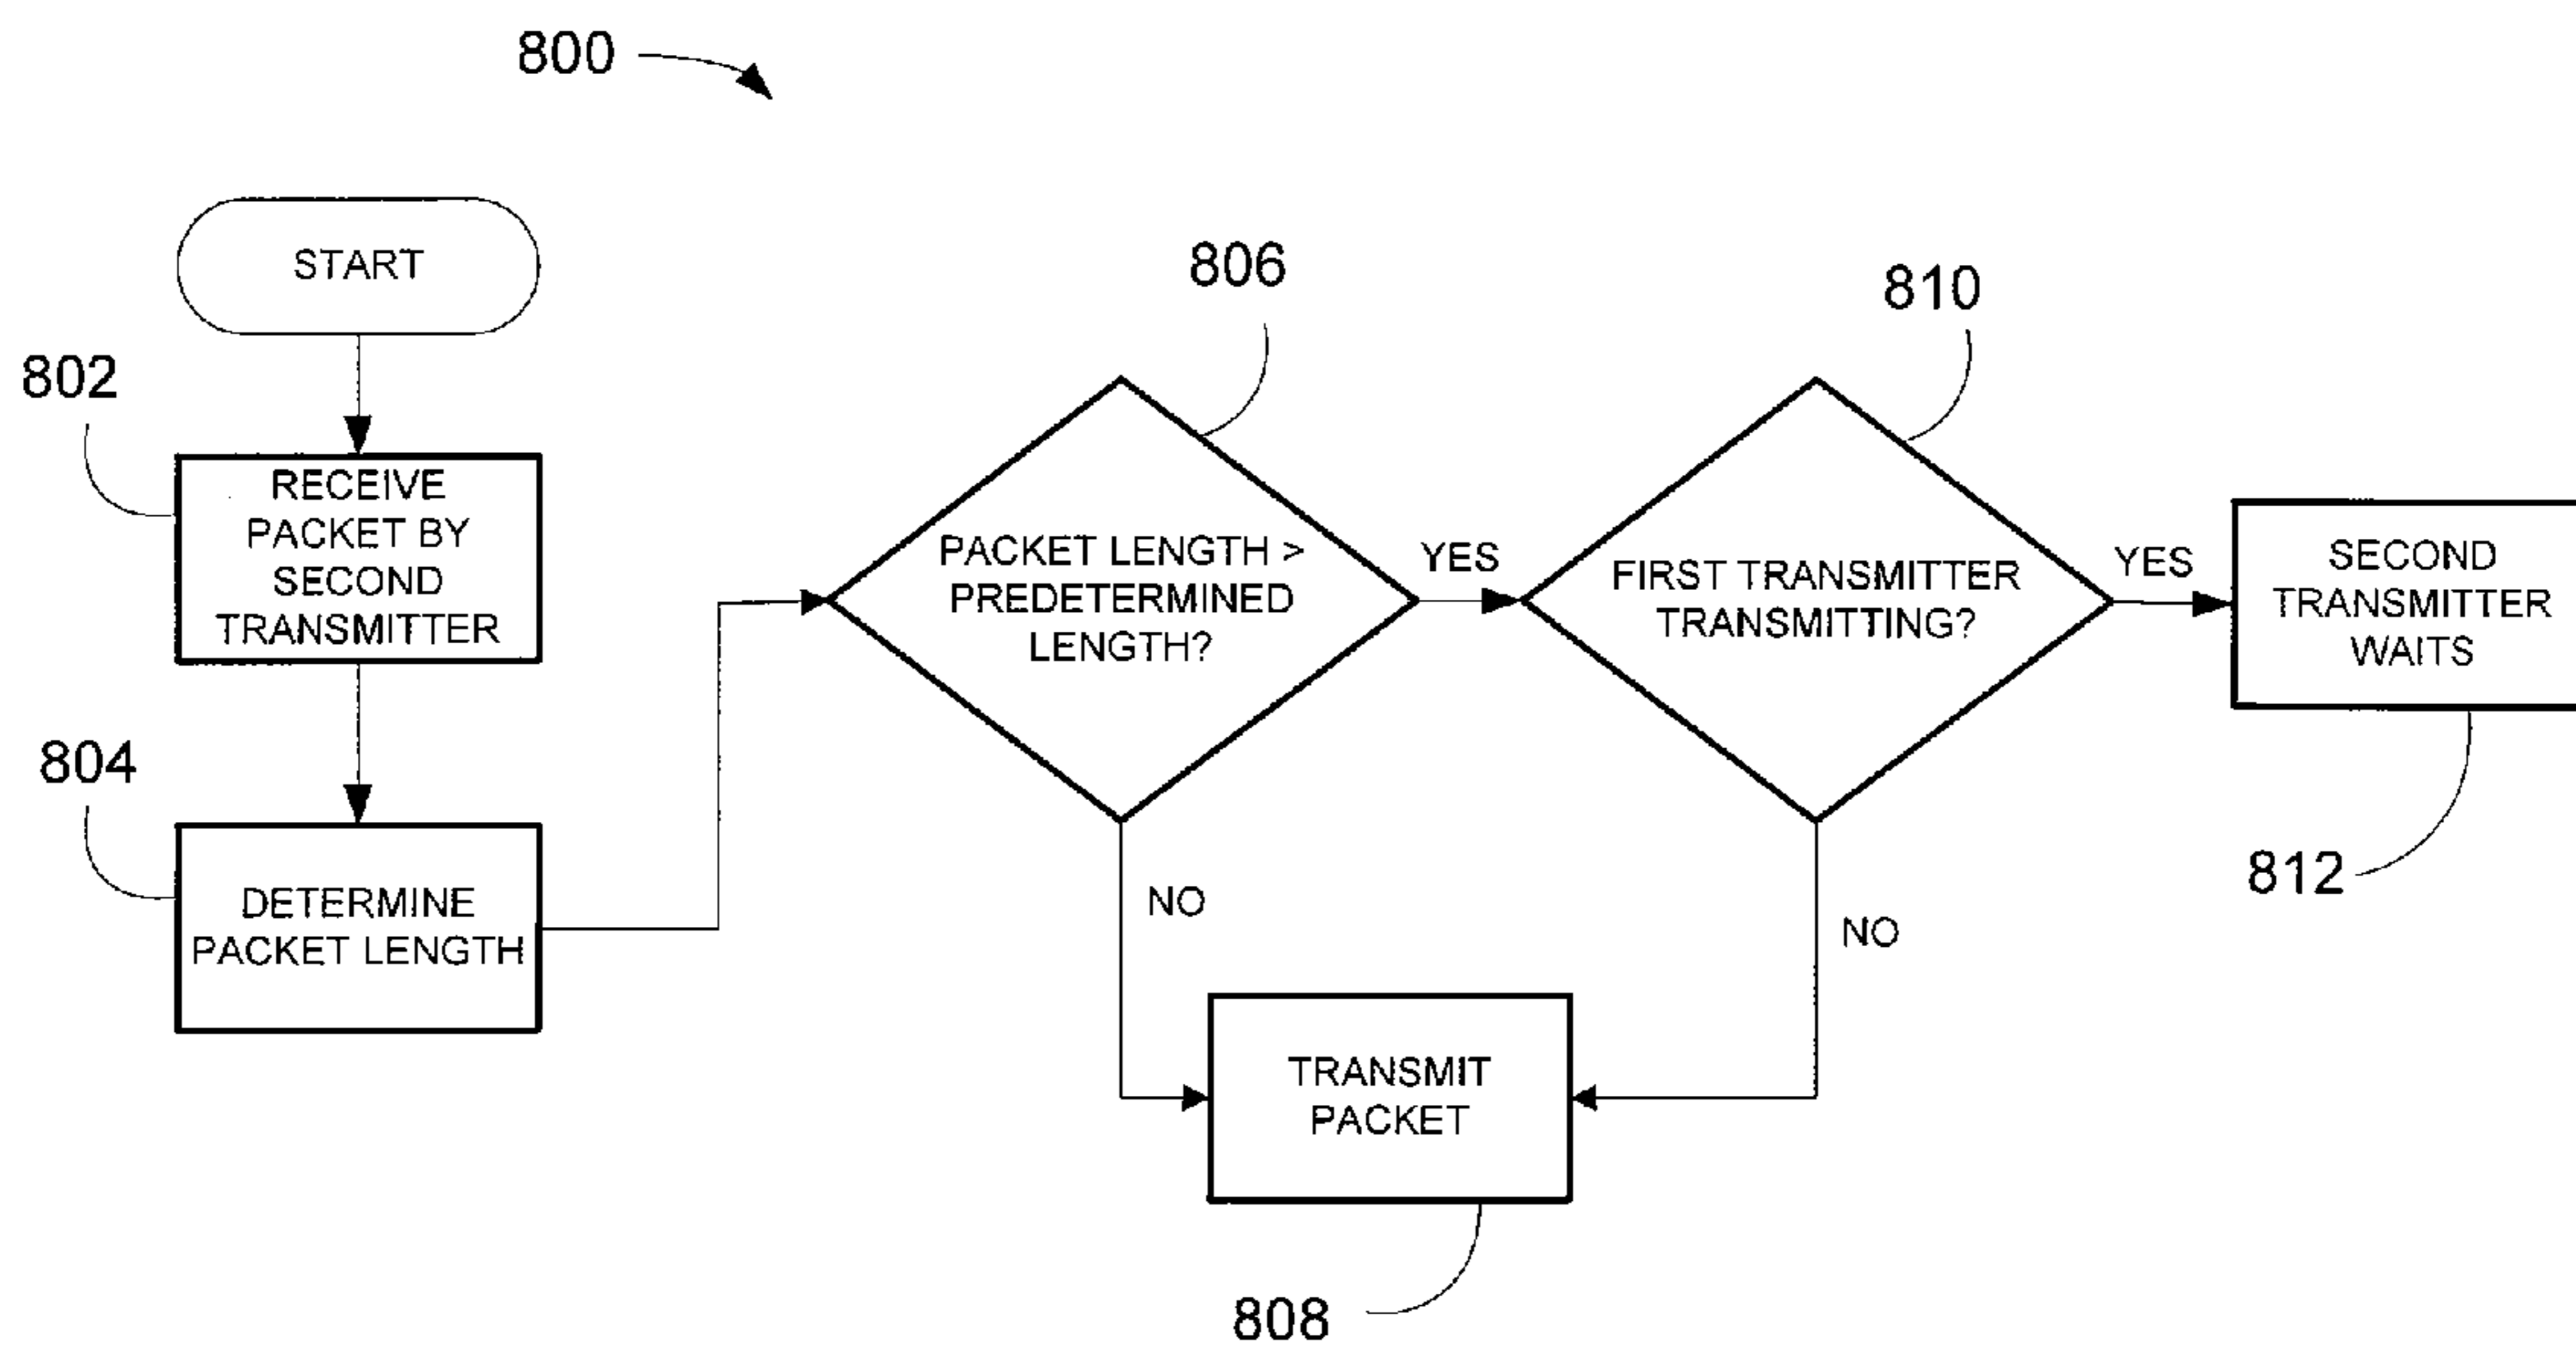 800
START
802
RECEIVE
PACKET BY
SECOND
TRANSMITTER
804
DETERMINE
PACKET LENGTH
806
PACKET LENGTH >
PREDETERMINED
LENGTH?
YES
NO
810
FIRST TRANSMITTER
TRANSMITTING?
YES
NO
SECOND
TRANSMITTER
WAITS
812
TRANSMIT
PACKET
808